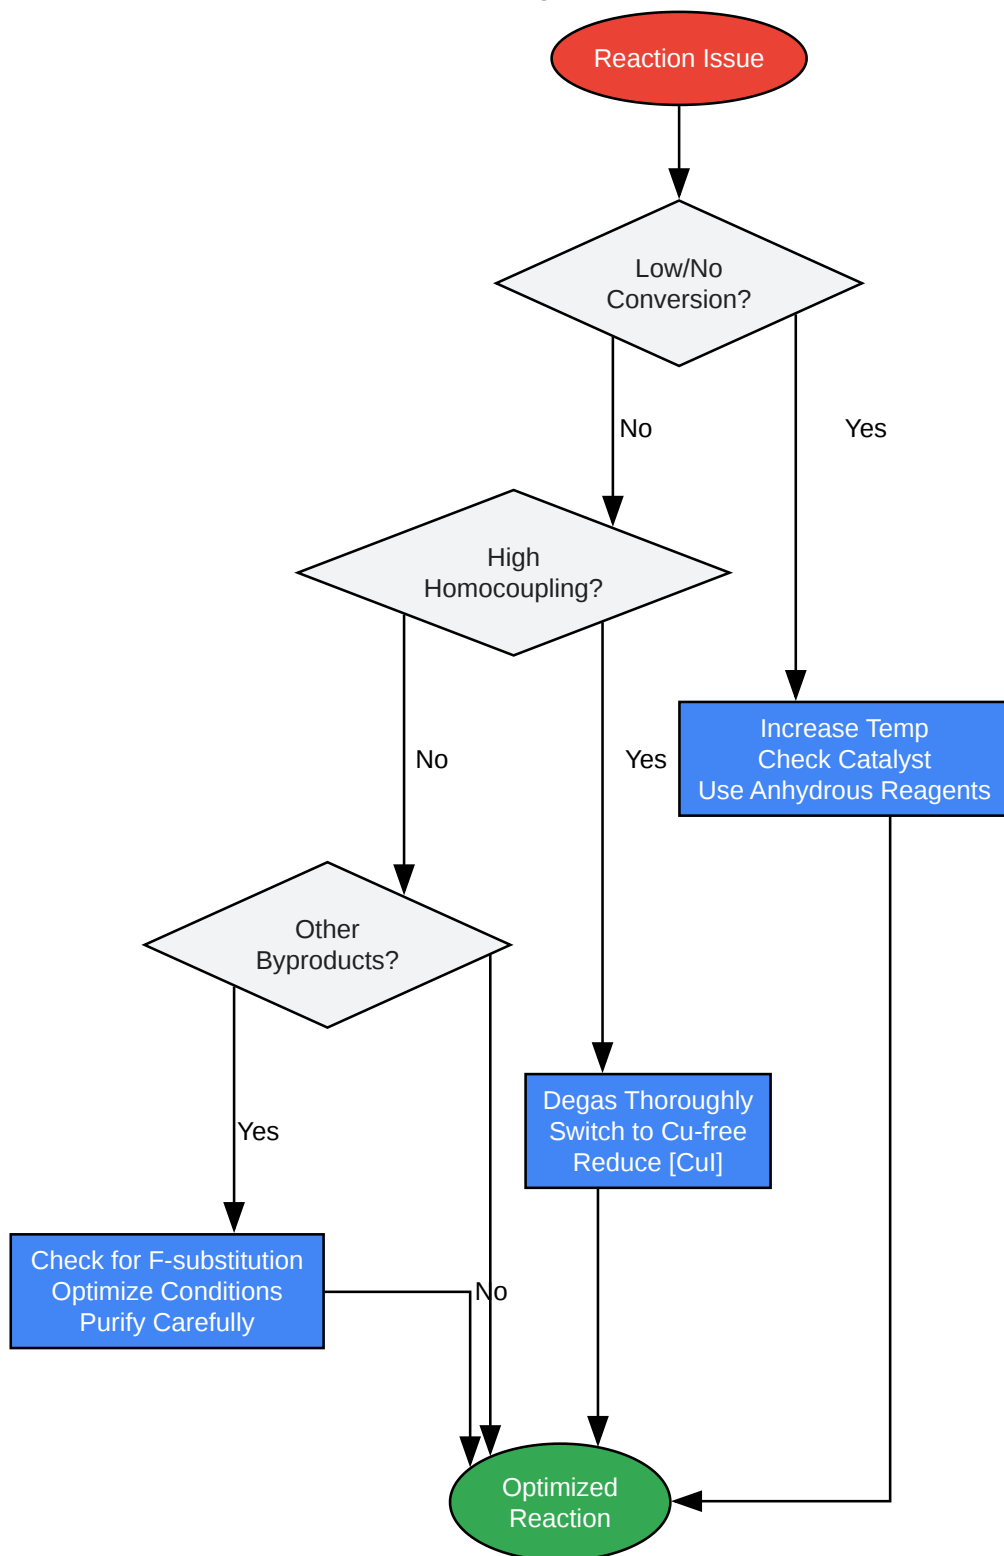 Reaction Issue
Low/No
Conversion?
No
Yes
High
Homocoupling?
No
Yes
Increase Temp
Check Catalyst
Use Anhydrous Reagents
Other
Byproducts?
Yes
Degas Thoroughly
Switch to Cu-free
Reduce [CuI]
Check for F-substitution
Optimize Conditions
Purify Carefully
No
Optimized
Reaction